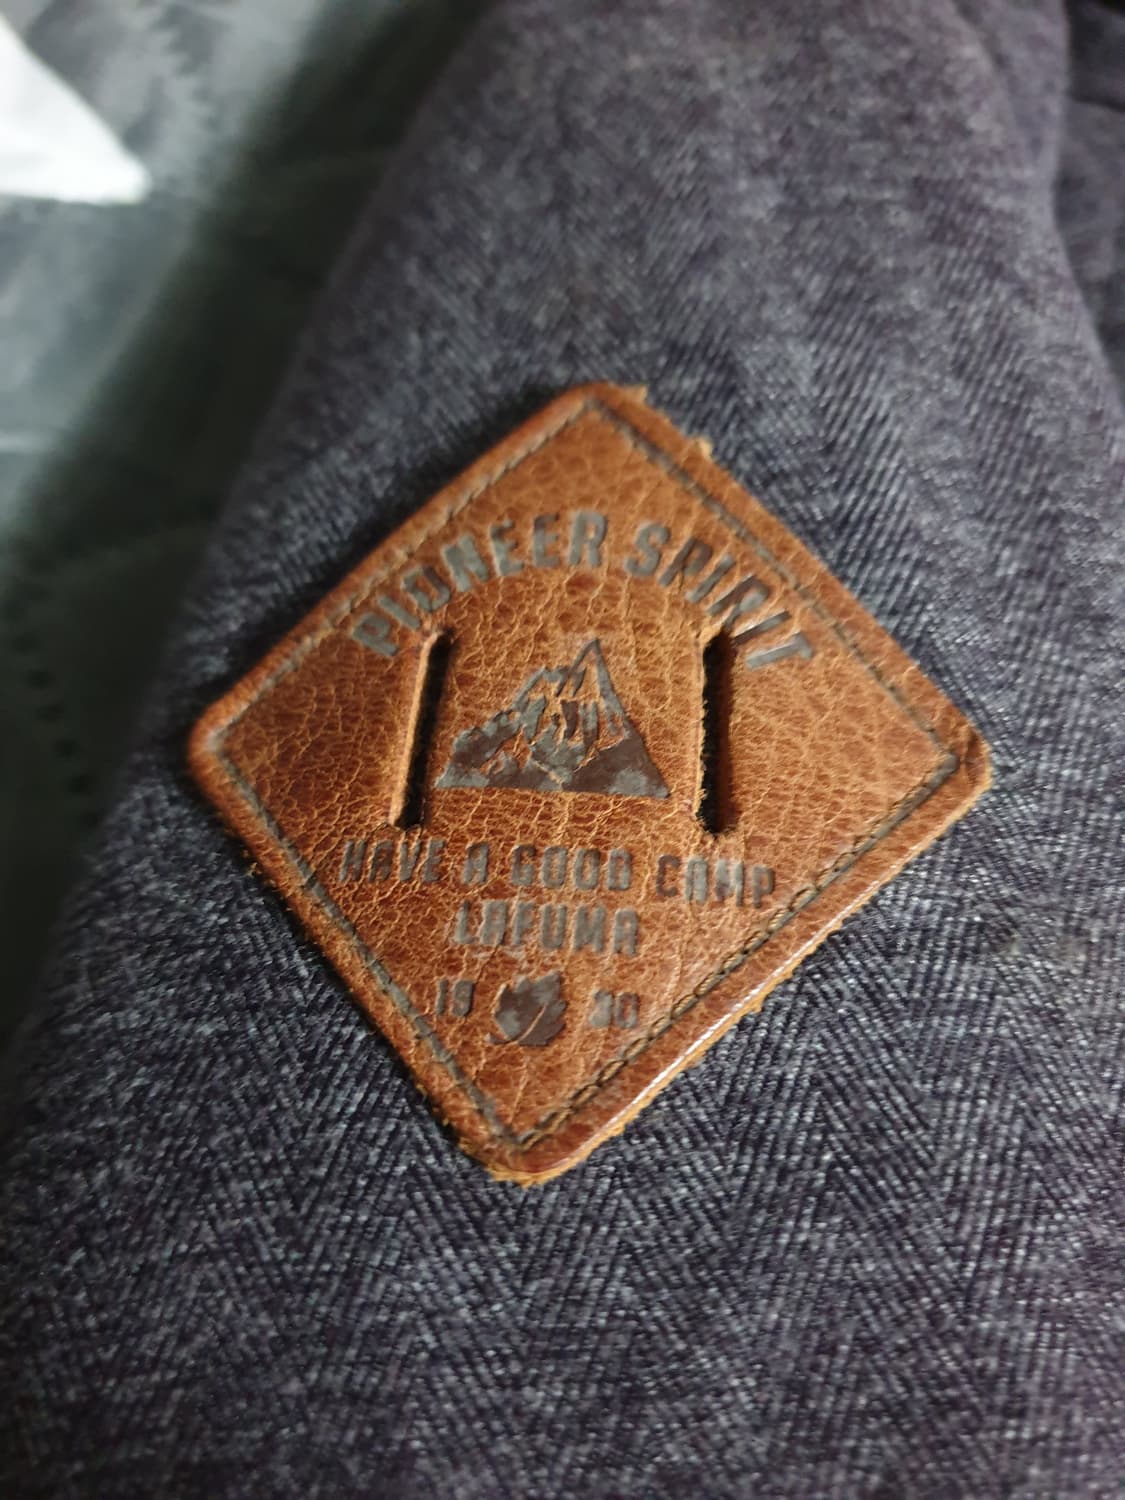 PIONEER SPIRIT
HAVE A GOOD CAMP
LAFUMA
19 30